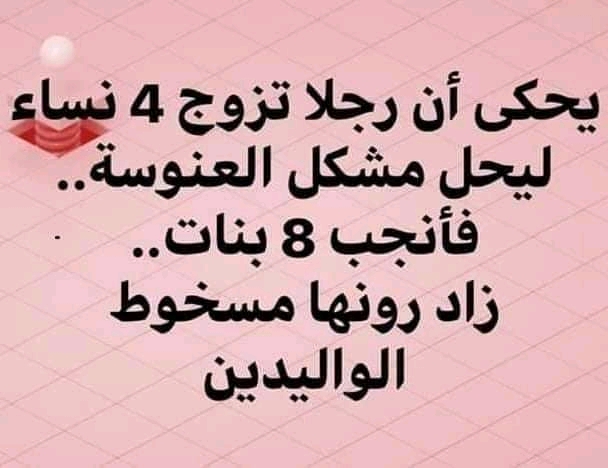 يحكى أن رجلا تزوج 4 نساء
ليحل مشكل العنوسة..
فأنجب 8 بنات..
زاد رونها مسخوط
الواليدين